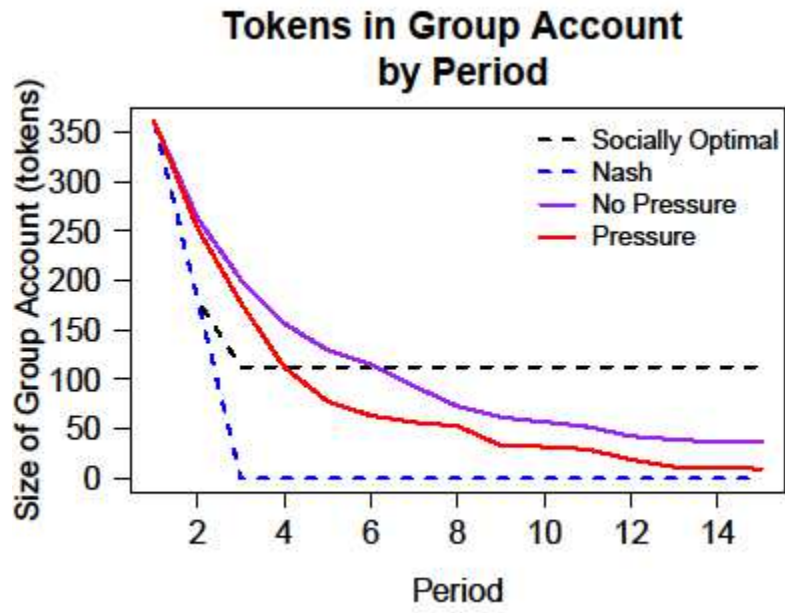 Tokens in Group Account
by Period
Size of Group Account (tokens)
350
300
250
200
150
100
50
0
Socially Optimal
Nash
No Pressure
Pressure
2
4
6
8
10
12
14
Period